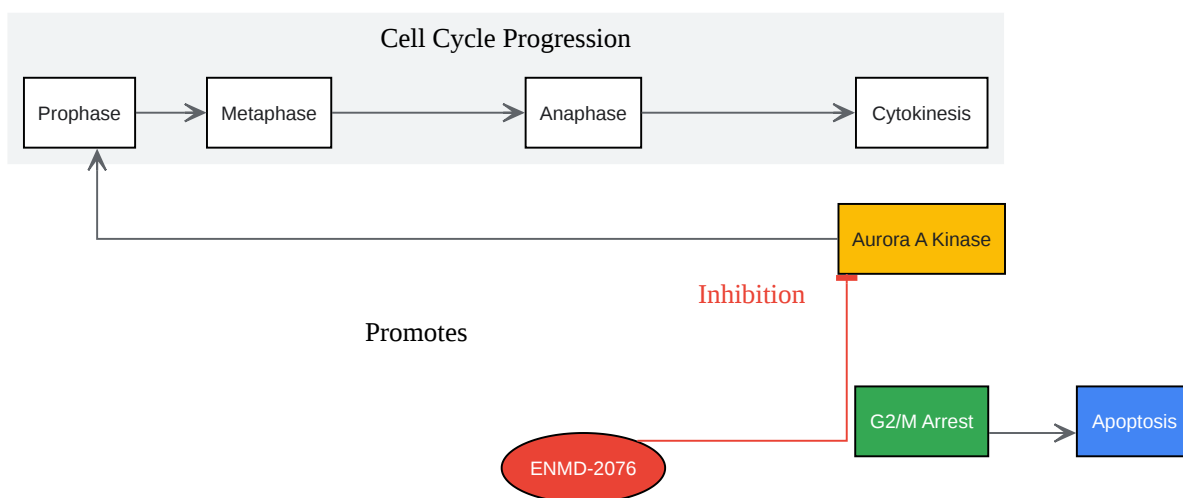 Cell Cycle Progression
Prophase
Metaphase
Anaphase
Cytokinesis
Aurora A Kinase
Inhibition
Promotes
G2/M Arrest
Apoptosis
ENMD-2076